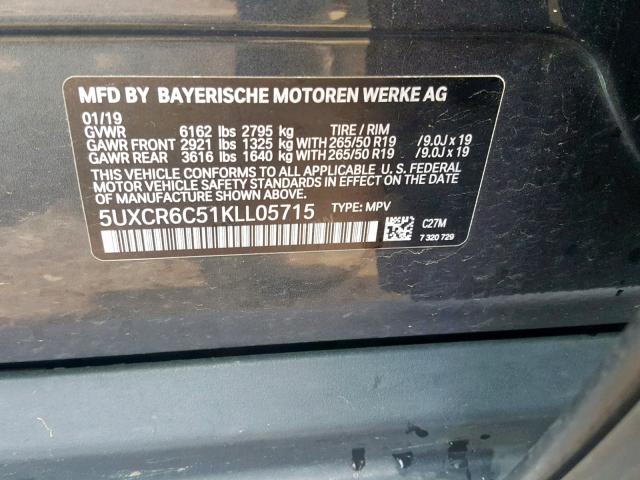 MFD BY BAYERISCHE MOTOREN WERKE AG
01/19
GVWR 6162 lbs 2795 kg TIRE / RIM
GAWR FRONT 2921 lbs 1325 kg WITH 265/50 R19 /9.0J x 19
GAWR REAR 3616 lbs 1640 kg WITH 265/50 R19 /9.0J x 19
THIS VEHICLE CONFORMS TO ALL APPLICABLE U. S. FEDERAL
MOTOR VEHICLE SAFETY STANDARDS IN EFFECT ON THE DATE
OF MANUFACTURE SHOWN ABOVE.
5UXCR6C51KLL05715 TYPE: MPV
C27M
7 320 729